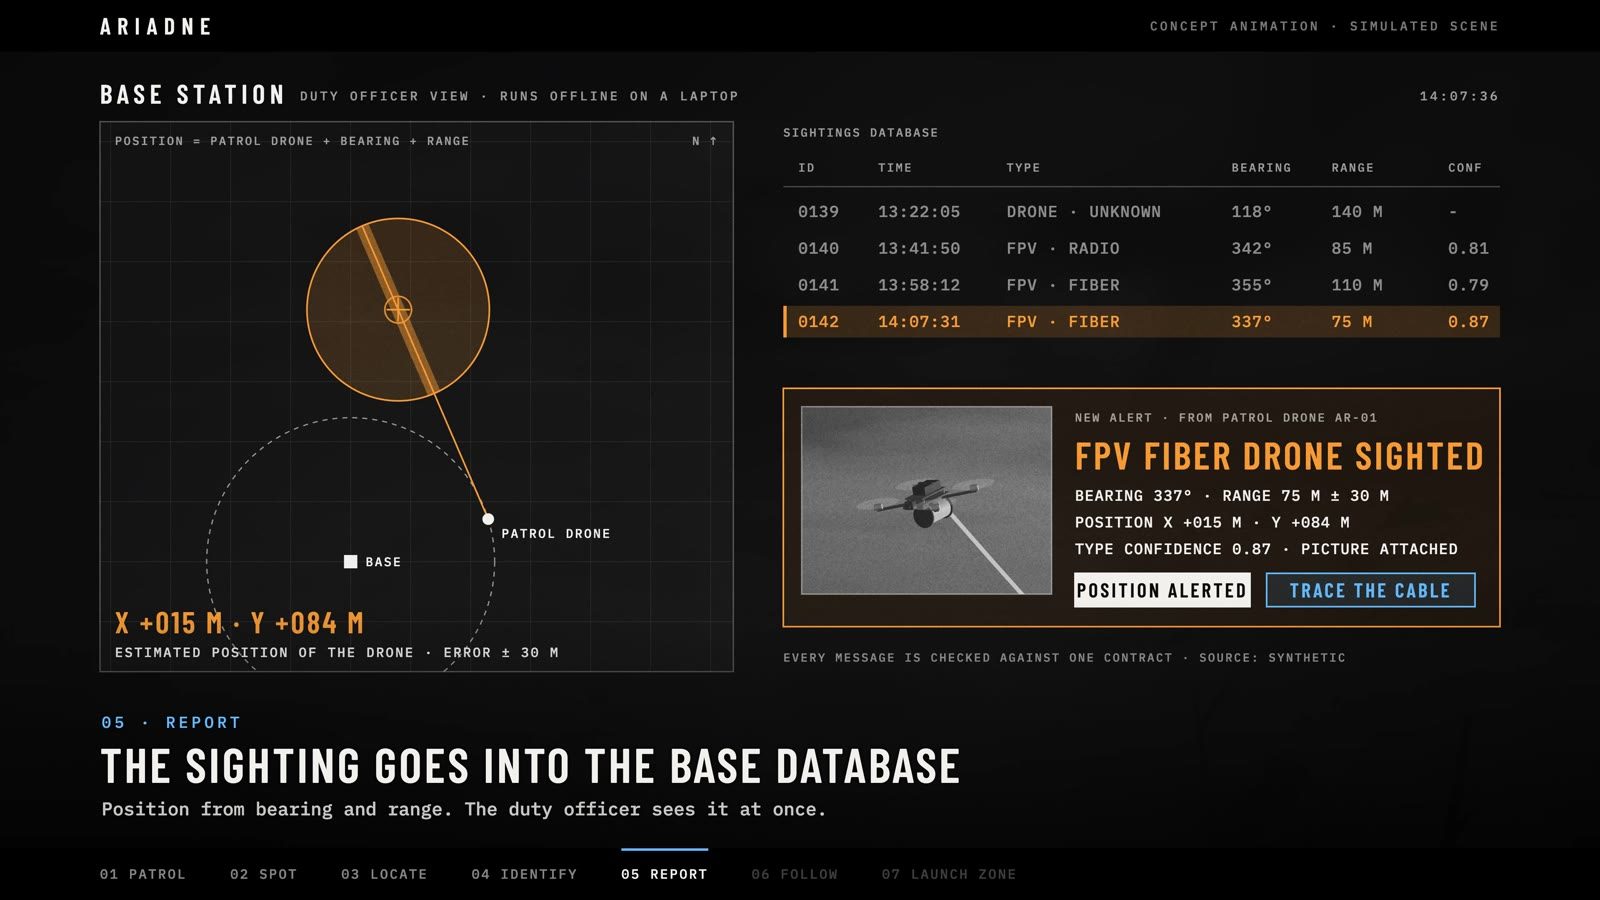 ARIADNE
CONCEPT ANIMATION · SIMULATED SCENE
BASE STATION DUTY OFFICER VIEW · RUNS OFFLINE ON A LAPTOP
14:07:36
POSITION = PATROL DRONE + BEARING + RANGE
N ↑
PATROL DRONE
BASE
X +015 M · Y +084 M
ESTIMATED POSITION OF THE DRONE · ERROR ± 30 M
SIGHTINGS DATABASE
ID TIME TYPE BEARING RANGE CONF
0139 13:22:05 DRONE · UNKNOWN 118° 140 M -
0140 13:41:50 FPV · RADIO 342° 85 M 0.81
0141 13:58:12 FPV · FIBER 355° 110 M 0.79
0142 14:07:31 FPV · FIBER 337° 75 M 0.87
NEW ALERT · FROM PATROL DRONE AR-01
FPV FIBER DRONE SIGHTED
BEARING 337° · RANGE 75 M ± 30 M
POSITION X +015 M · Y +084 M
TYPE CONFIDENCE 0.87 · PICTURE ATTACHED
POSITION ALERTED
TRACE THE CABLE
EVERY MESSAGE IS CHECKED AGAINST ONE CONTRACT · SOURCE: SYNTHETIC
05 · REPORT
THE SIGHTING GOES INTO THE BASE DATABASE
Position from bearing and range. The duty officer sees it at once.
01 PATROL 02 SPOT 03 LOCATE 04 IDENTIFY 05 REPORT 06 FOLLOW 07 LAUNCH ZONE